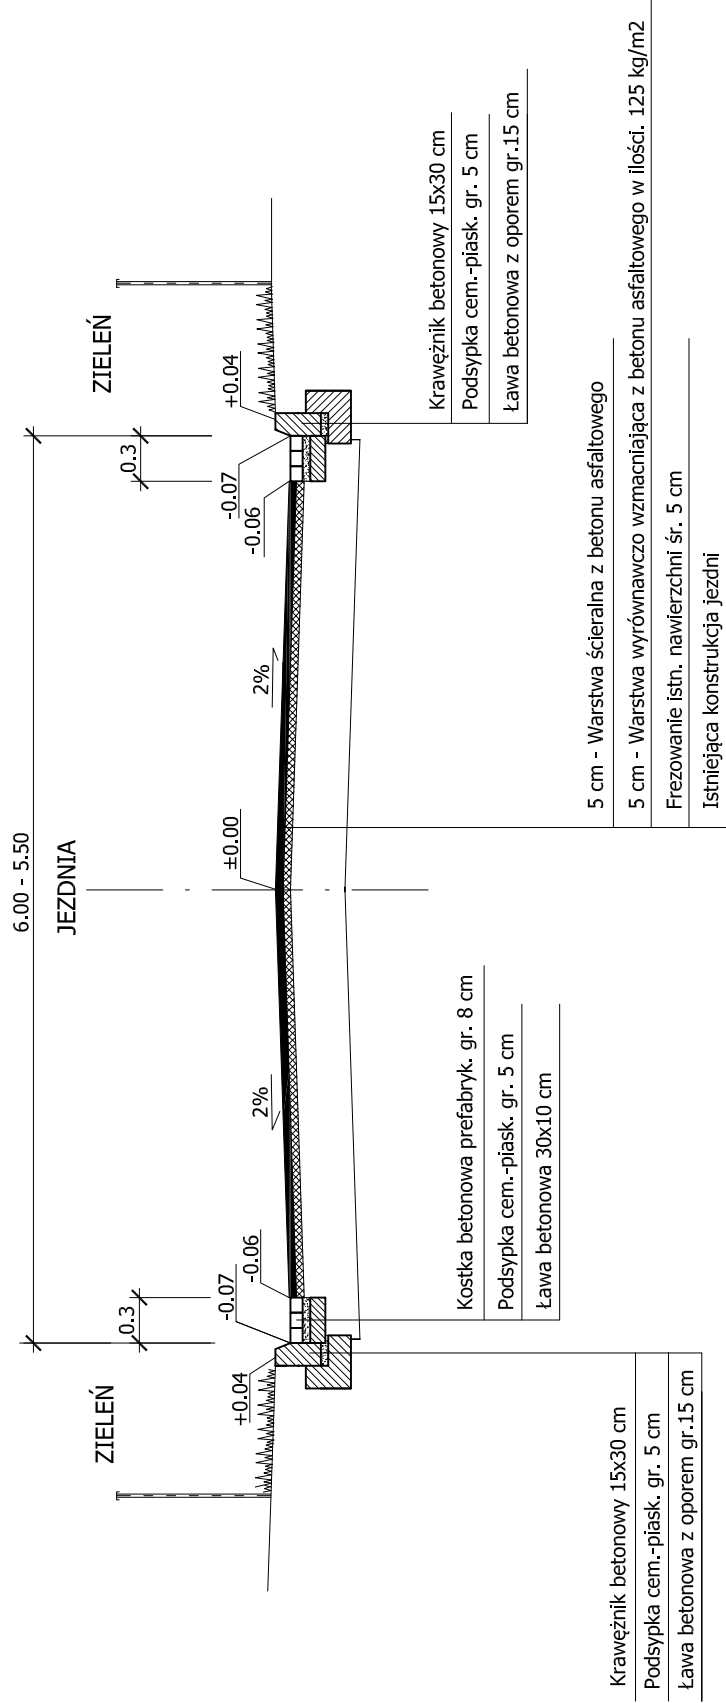 6.00 - 5.50
JEZDNIA
ZIELEŃ
ZIELEŃ
0.3
0.3
+0.04
-0.07
-0.06
2%
±0.00
2%
-0.06
-0.07
+0.04
Krawężnik betonowy 15x30 cm
Podsypka cem.-piask. gr. 5 cm
Ława betonowa z oporem gr.15 cm
Kostka betonowa prefabryk. gr. 8 cm
Podsypka cem.-piask. gr. 5 cm
Ława betonowa 30x10 cm
5 cm - Warstwa ścieralna z betonu asfaltowego
5 cm - Warstwa wyrównawczo wzmacniająca z betonu asfaltowego w ilości. 125 kg/m2
Frezowanie istn. nawierzchni śr. 5 cm
Istniejąca konstrukcja jezdni
Krawężnik betonowy 15x30 cm
Podsypka cem.-piask. gr. 5 cm
Ława betonowa z oporem gr.15 cm